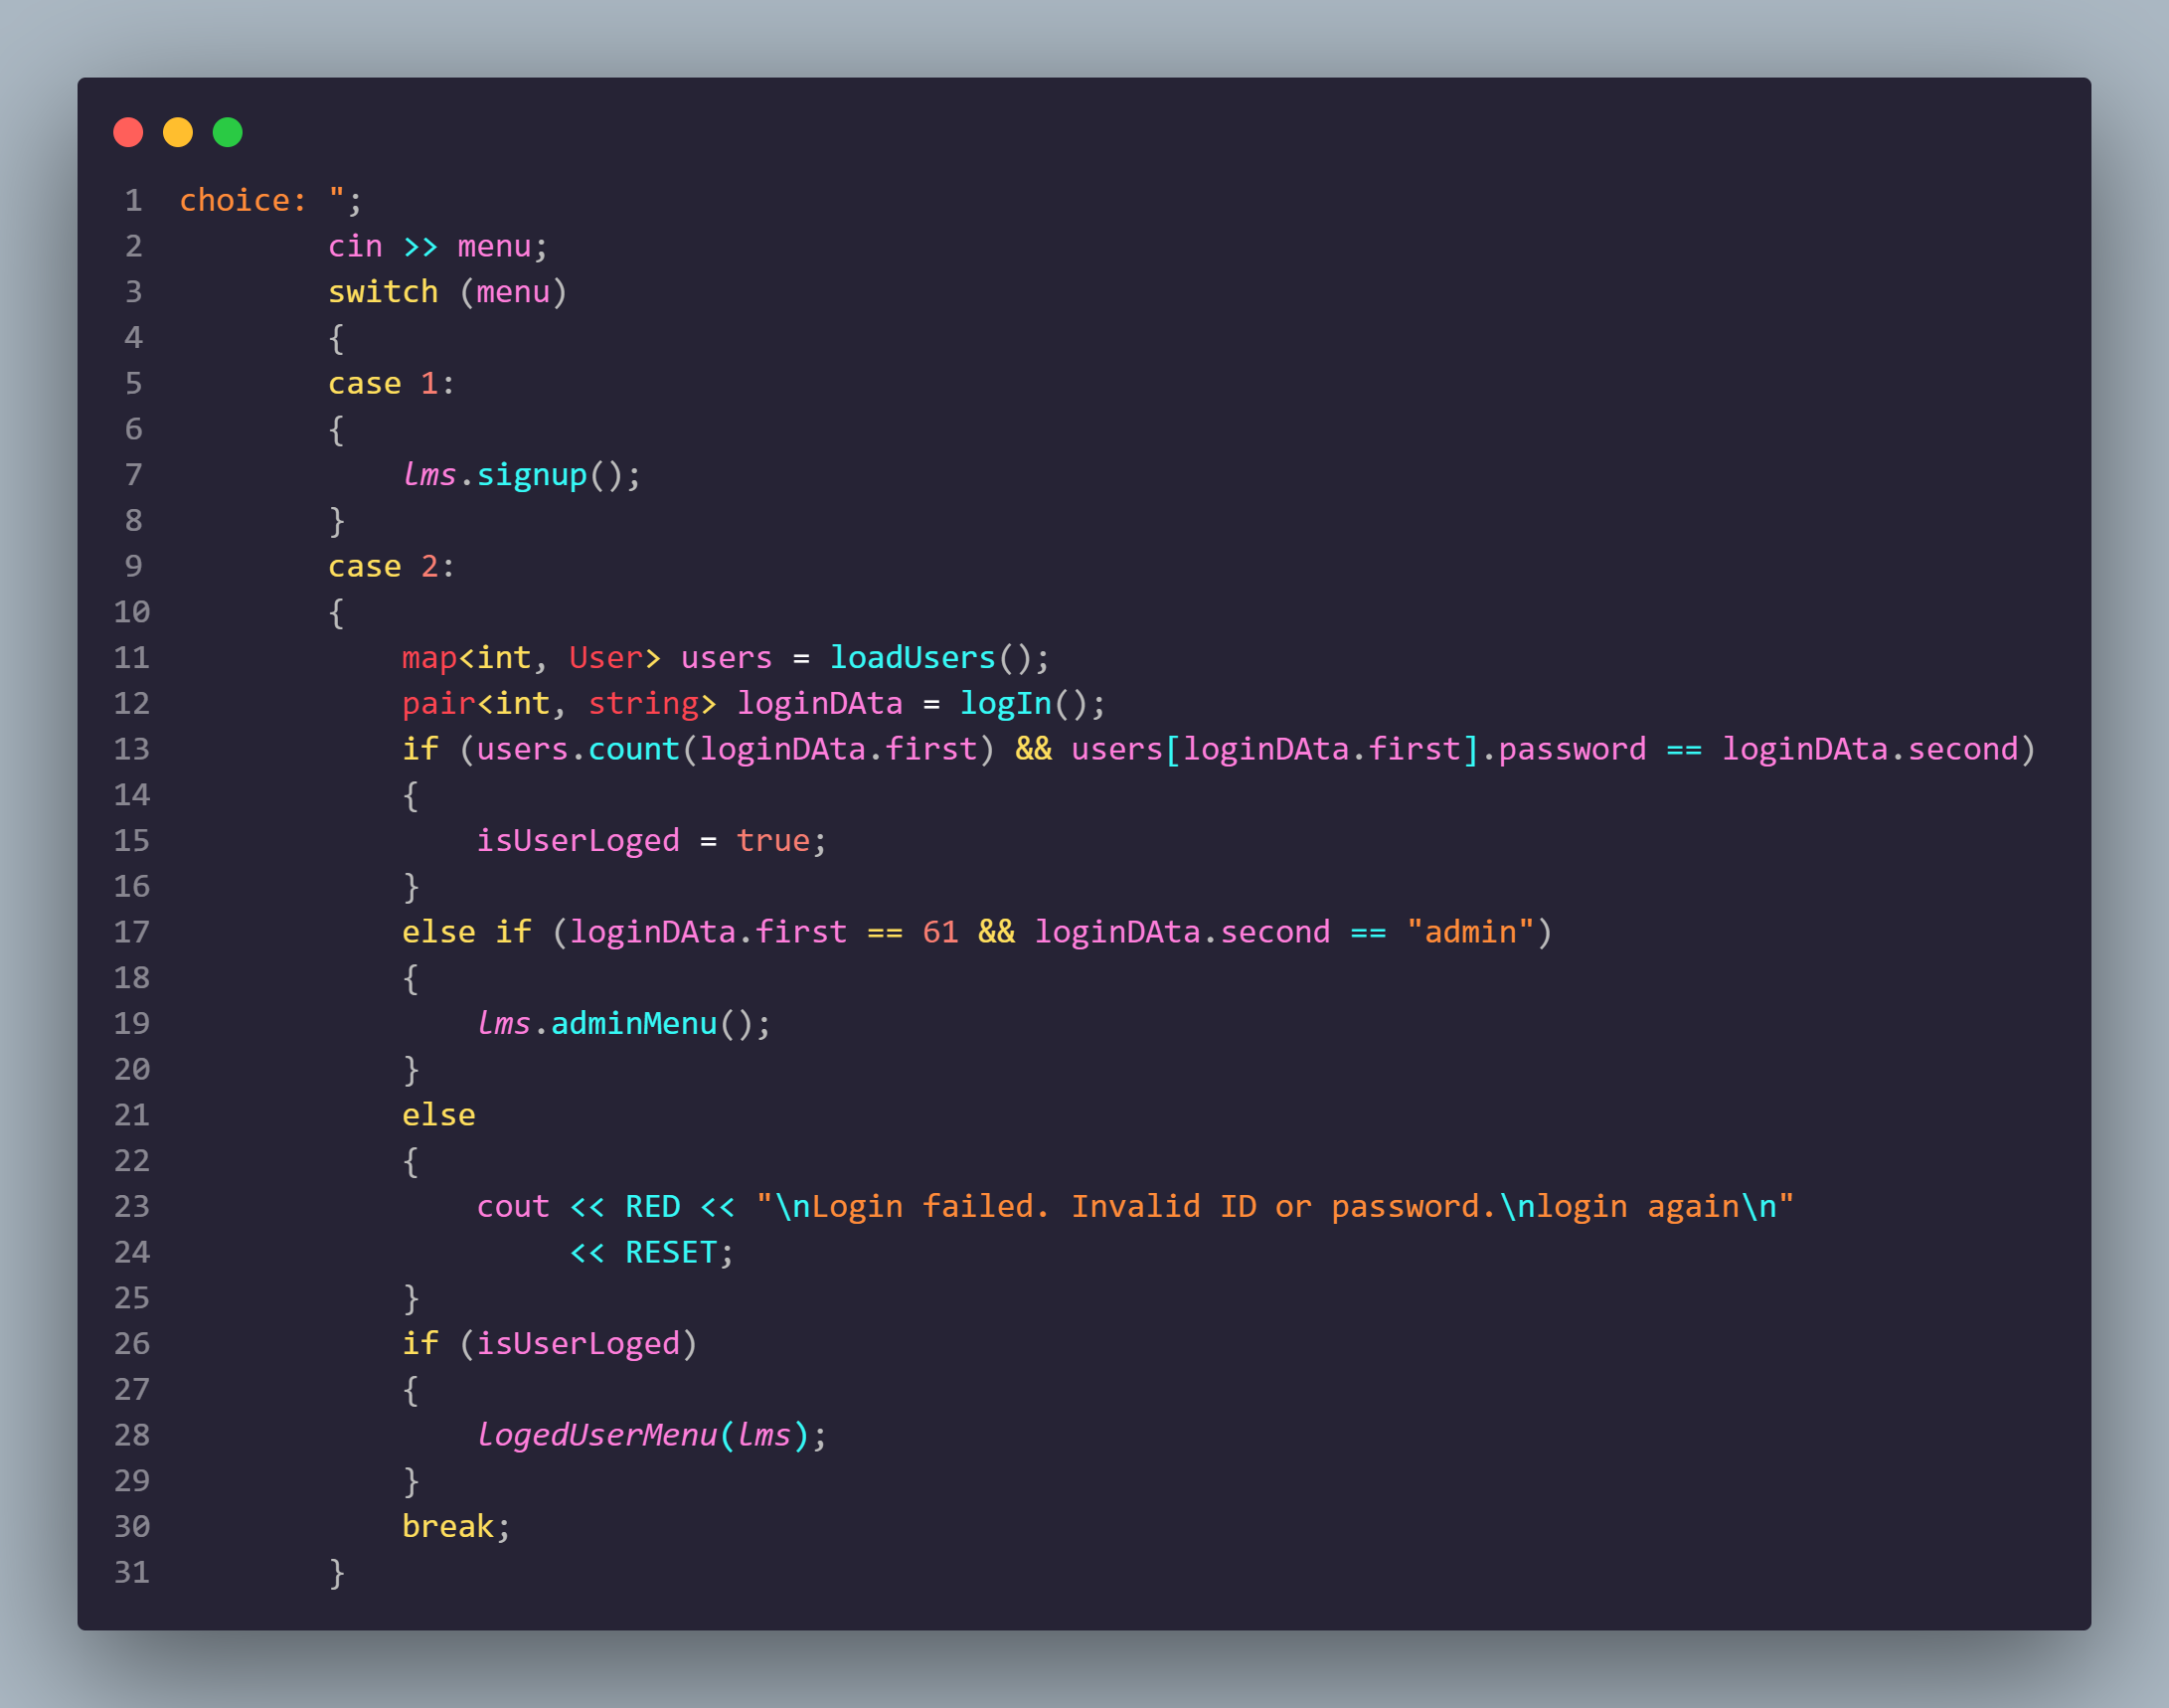 1 choice: ";
2         cin >> menu;
3         switch (menu)
4         {
5         case 1:
6         {
7             lms.signup();
8         }
9         case 2:
10         {
11             map<int, User> users = loadUsers();
12             pair<int, string> loginDAta = logIn();
13             if (users.count(loginDAta.first) && users[loginDAta.first].password == loginDAta.second)
14             {
15                 isUserLoged = true;
16             }
17             else if (loginDAta.first == 61 && loginDAta.second == "admin")
18             {
19                 lms.adminMenu();
20             }
21             else
22             {
23                 cout << RED << "\nLogin failed. Invalid ID or password.\nlogin again\n"
24                      << RESET;
25             }
26             if (isUserLoged)
27             {
28                 logedUserMenu(lms);
29             }
30             break;
31         }